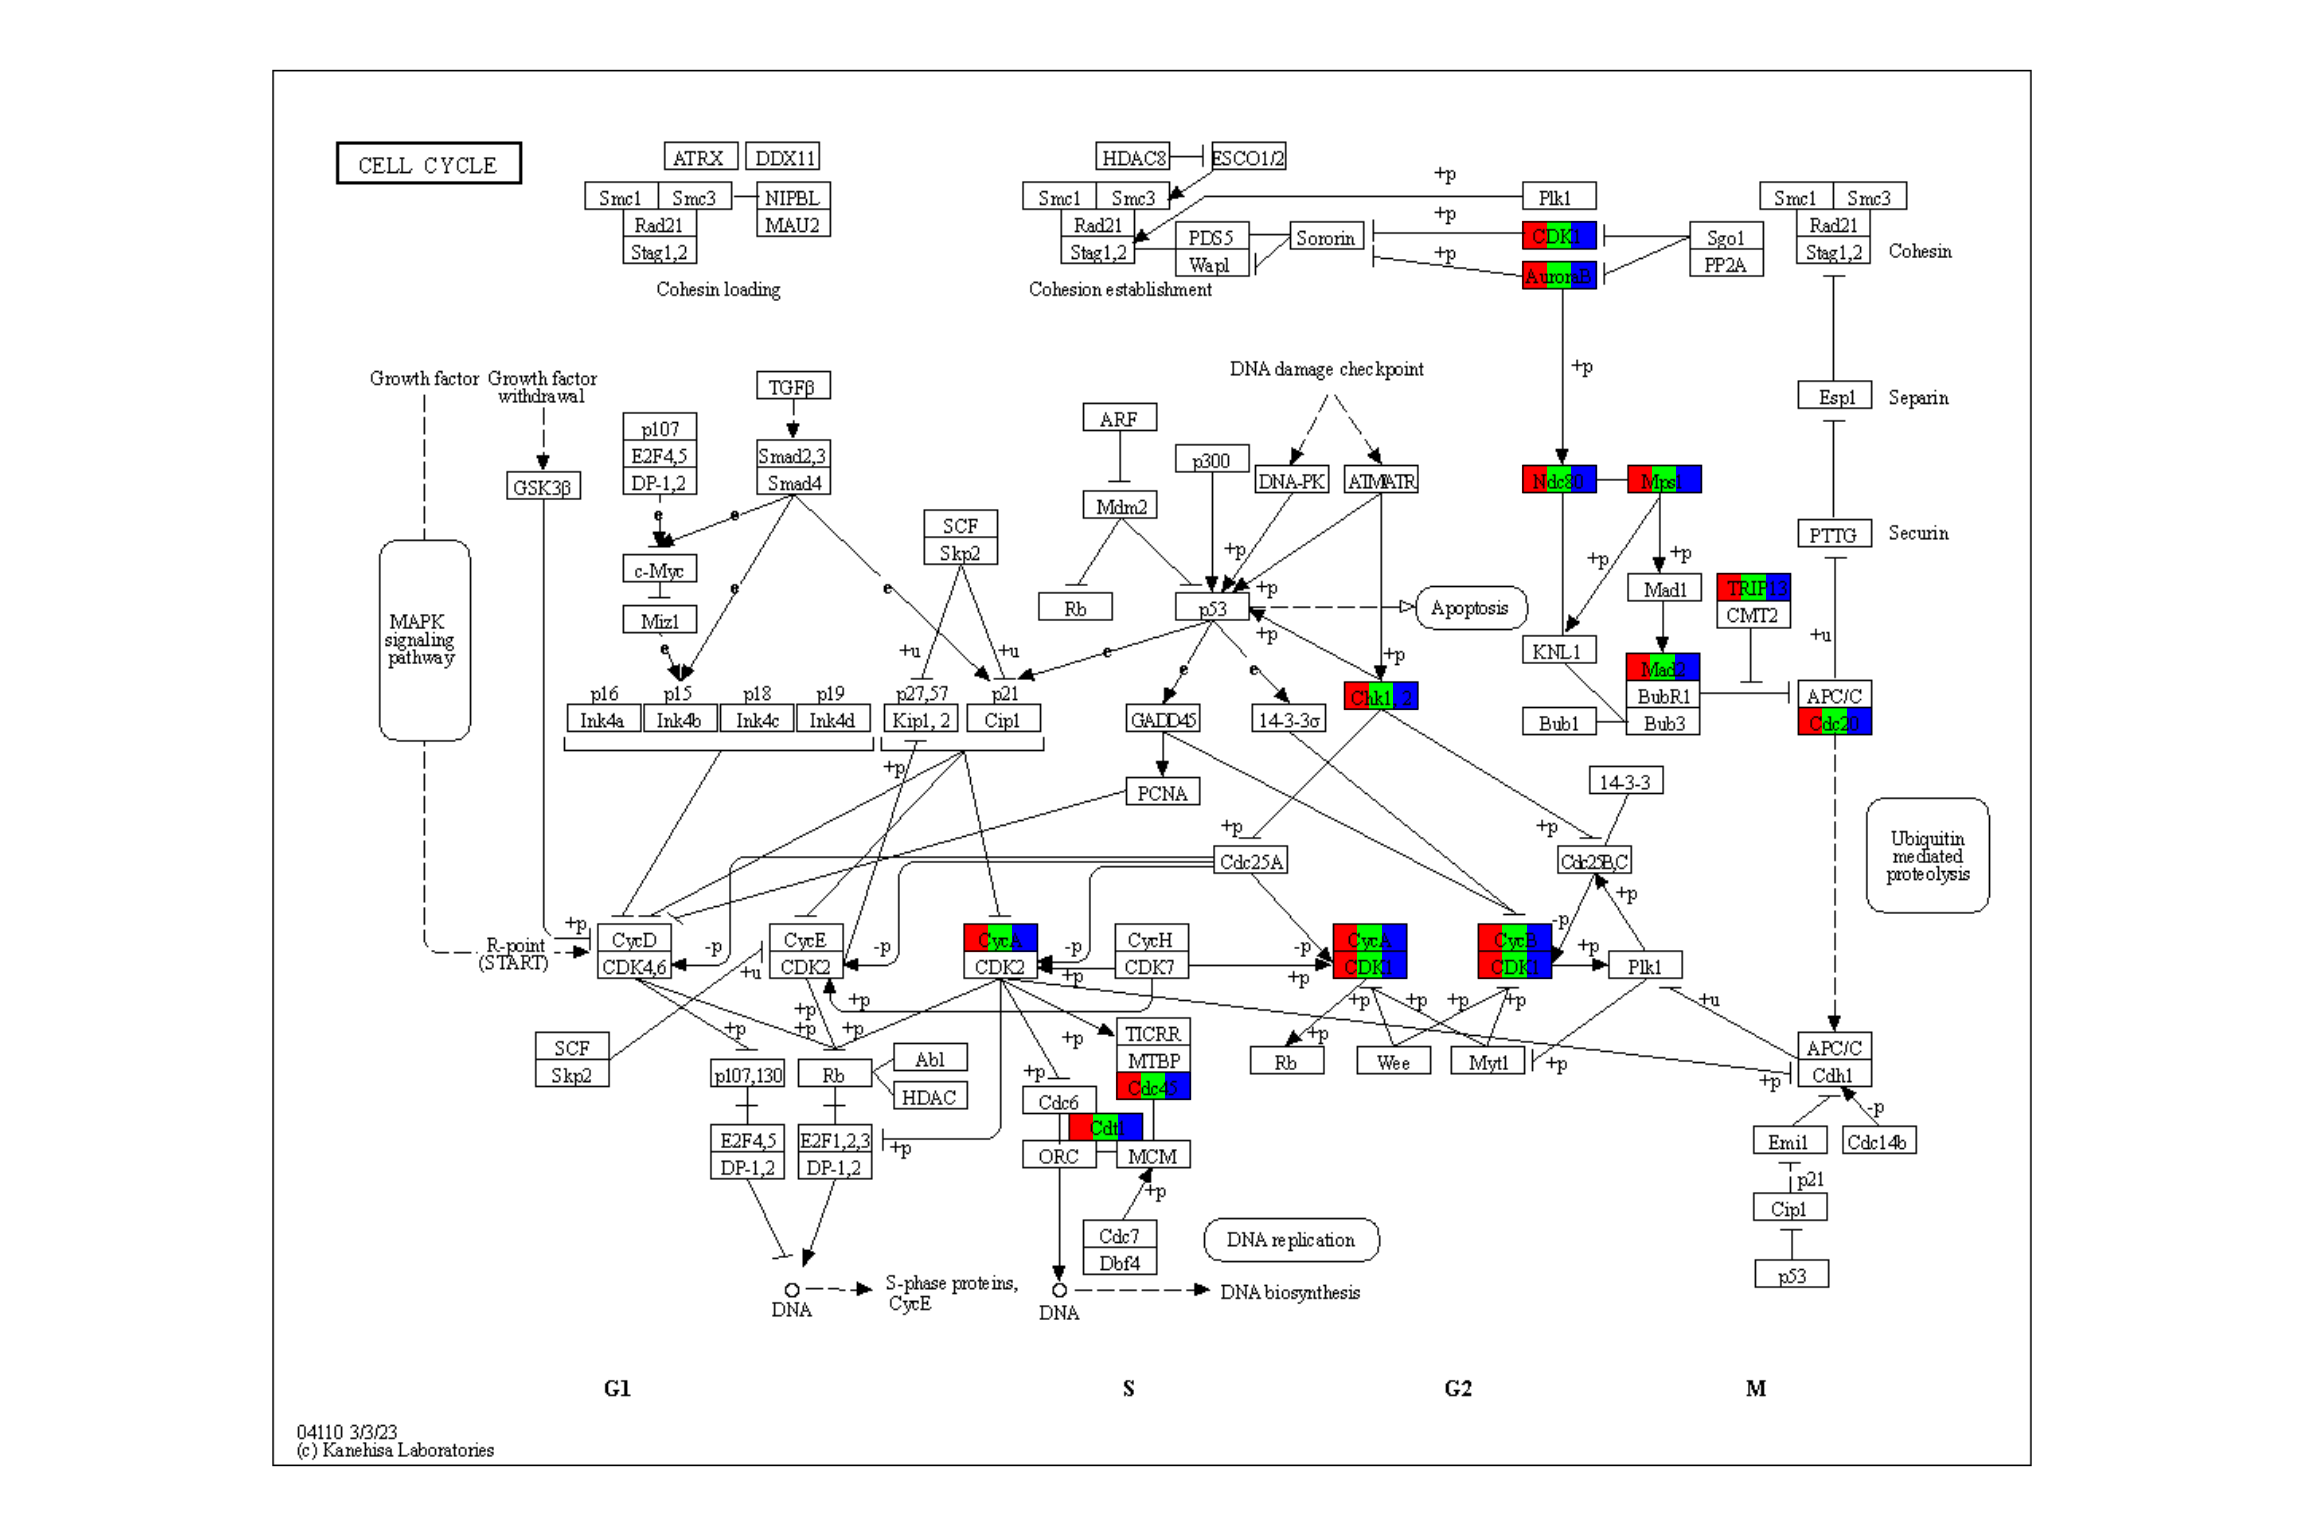 CELL CYCLE
ATRX
DDX11
Smc1
Smc3
NIPBL
Rad21
MAU2
Stag1,2
Cohesin loading
HDAC8
ESCO1/2
Smc1
Smc3
Rad21
Stag1,2
PDS5
Wapl
Sororin
Cohesion establishment
+p
Plk1
+p
CDK1
+p
AuroraB
Sgo1
PP2A
Smc1
Smc3
Rad21
Stag1,2
Cohesin
+p
Esp1
Separin
PTTG
Securin
Growth factor
Growth factor
withdrawal
GSK3β
MAPK
signaling
pathway
p107
E2F4,5
DP-1,2
TGFβ
Smad2,3
Smad4
e
e
e
e
c-Myc
Miz1
e
SCF
Skp2
+u
+u
p16
p15
p18
p19
p27,57
p21
Ink4a
Ink4b
Ink4c
Ink4d
Kip1, 2
Cip1
ARF
Mdm2
Rb
p300
DNA damage checkpoint
DNA-PK
ATMATR
+p
+p
p53
Apoptosis
+p
+p
e
e
e
GADD45
14-3-3σ
Chk1, 2
PCNA
Ndc80
Mps1
+p
+p
Mad1
TRIP13
CMT2
KNL1
Mad2
BubR1
Bub3
Bub1
+u
APC/C
Cdc20
14-3-3
+p
+p
+p
Cdc25A
Cdc25B,C
Ubiquitin
mediated
proteolysis
R-point
(START)
+p
CycD
CDK4,6
-p
CycE
CDK2
-p
CycA
CDK2
-p
+p
CycH
CDK7
-p
+p
CycA
CDK1
CycB
CDK1
-p
+p
+p
Plk1
+u
+u
SCF
Skp2
+p
+p
+p
+p
+p
p107,130
Rb
Abl
HDAC
E2F4,5
DP-1,2
E2F1,2,3
DP-1,2
+p
+p
+p
TICRR
MTBP
Cdc45
Cdc6
Cdt1
ORC
MCM
+p
Cdc7
Dbf4
+p
+p
+p
+p
+p
Rb
Wee
Myt1
+p
+p
APC/C
Cdh1
-p
Emi1
Cdc14b
p21
Cip1
p53
DNA replication
DNA
S-phase proteins,
CycE
DNA
DNA biosynthesis
G1
S
G2
M
04110 3/3/23
(c) Kanehisa Laboratories